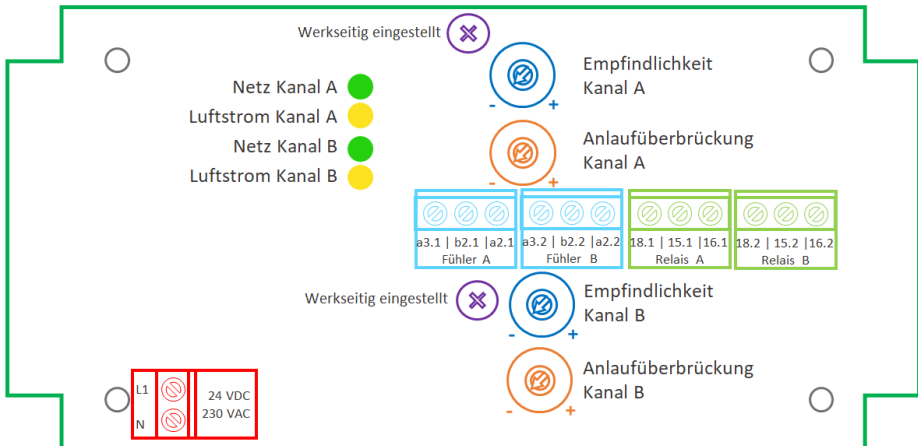 Werkseitig eingestellt
Empfindlichkeit
Kanal A
- +
Netz Kanal A
Luftstrom Kanal A
Netz Kanal B
Luftstrom Kanal B
Anlaufüberbrückung
Kanal A
- +
a3.1 | b2.1 |a2.1
Fühler A
a3.2 | b2.2 |a2.2
Fühler B
18.1 | 15.1 |16.1
Relais A
18.2 | 15.2 |16.2
Relais B
Werkseitig eingestellt
Empfindlichkeit
Kanal B
- +
Anlaufüberbrückung
Kanal B
- +
L1
N
24 VDC
230 VAC